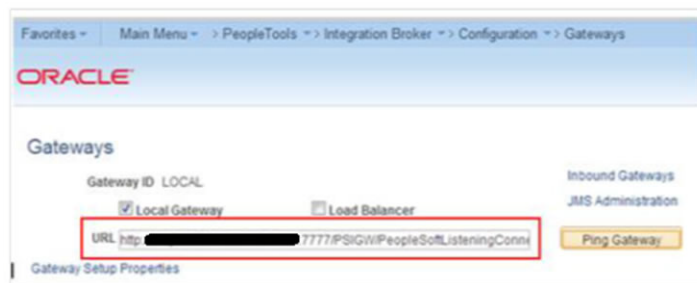 Favorites Main Menu > PeopleTools > Integration Broker > Configuration > Gateways
ORACLE
Gateways
Gateway ID LOCAL
Inbound Gateways
Local Gateway Load Balancer
JMS Administration
URL http: 7777/PSIGW/PeopleSoftListeningConne
Ping Gateway
Gateway Setup Properties